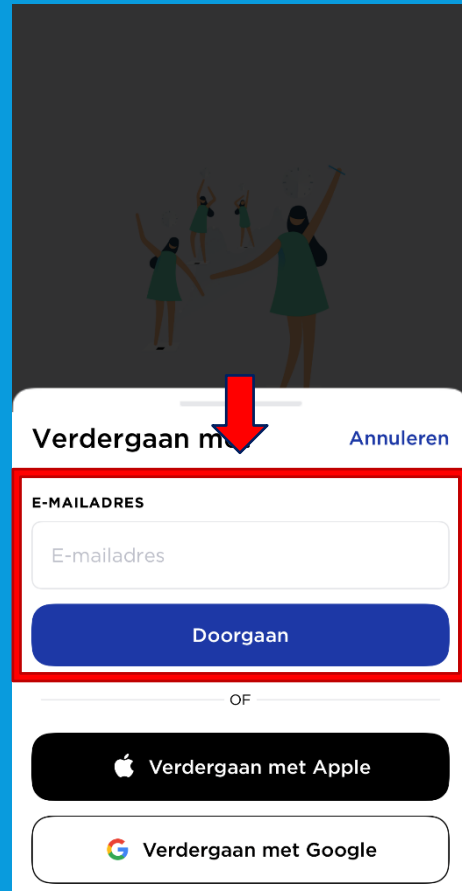 Verdergaan m
Annuleren
E-MAILADRES
E-mailadres
Doorgaan
OF
Verdergaan met Apple
Verdergaan met Google